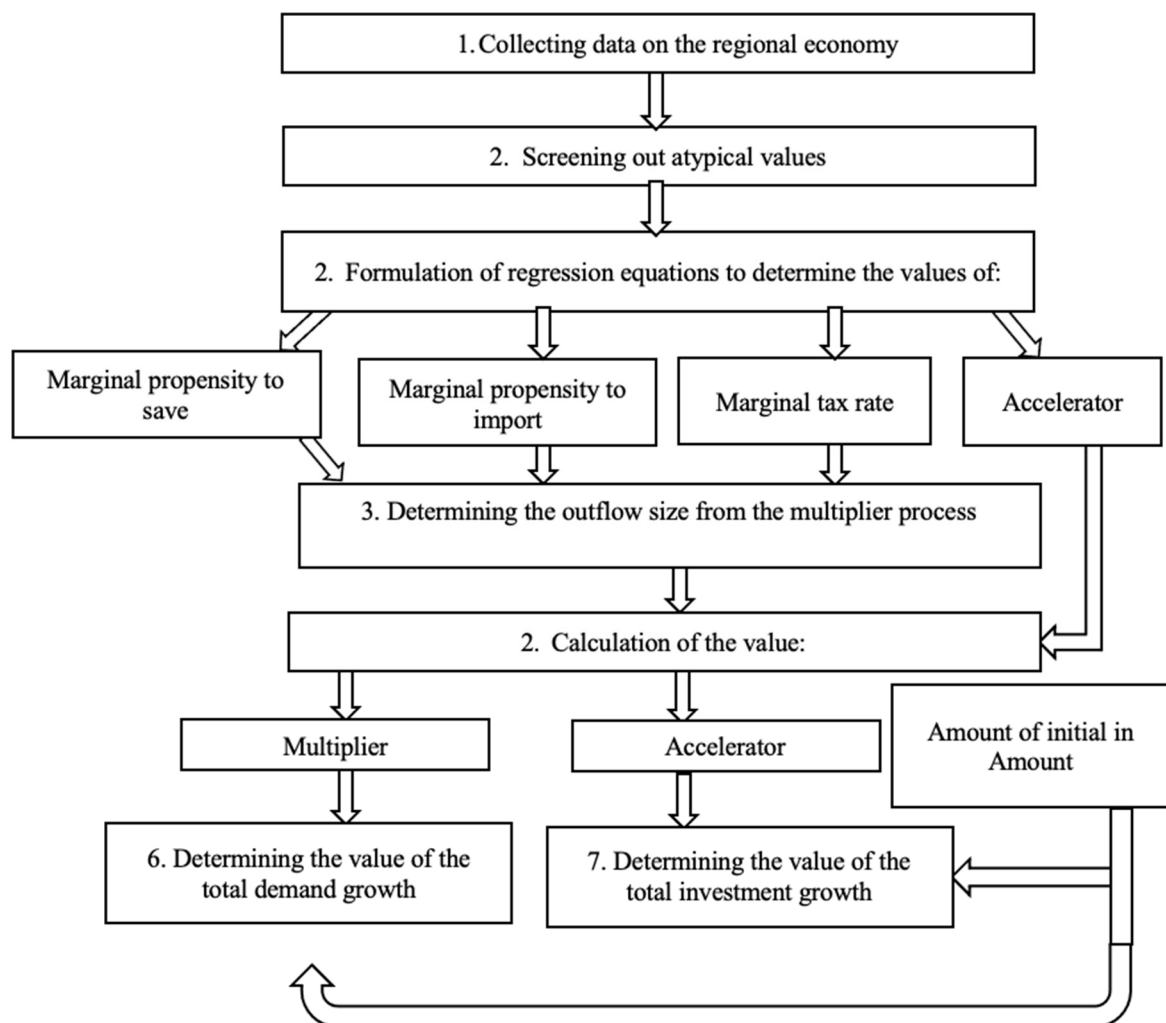 1. Collecting data on the regional economy
2. Screening out atypical values
2. Formulation of regression equations to determine the values of:
Marginal propensity to
save
Marginal propensity to
import
Marginal tax rate
Accelerator
3. Determining the outflow size from the multiplier process
2. Calculation of the value:
Multiplier
Accelerator
Amount of initial in
Amount
6. Determining the value of the
total demand growth
7. Determining the value of the
total investment growth